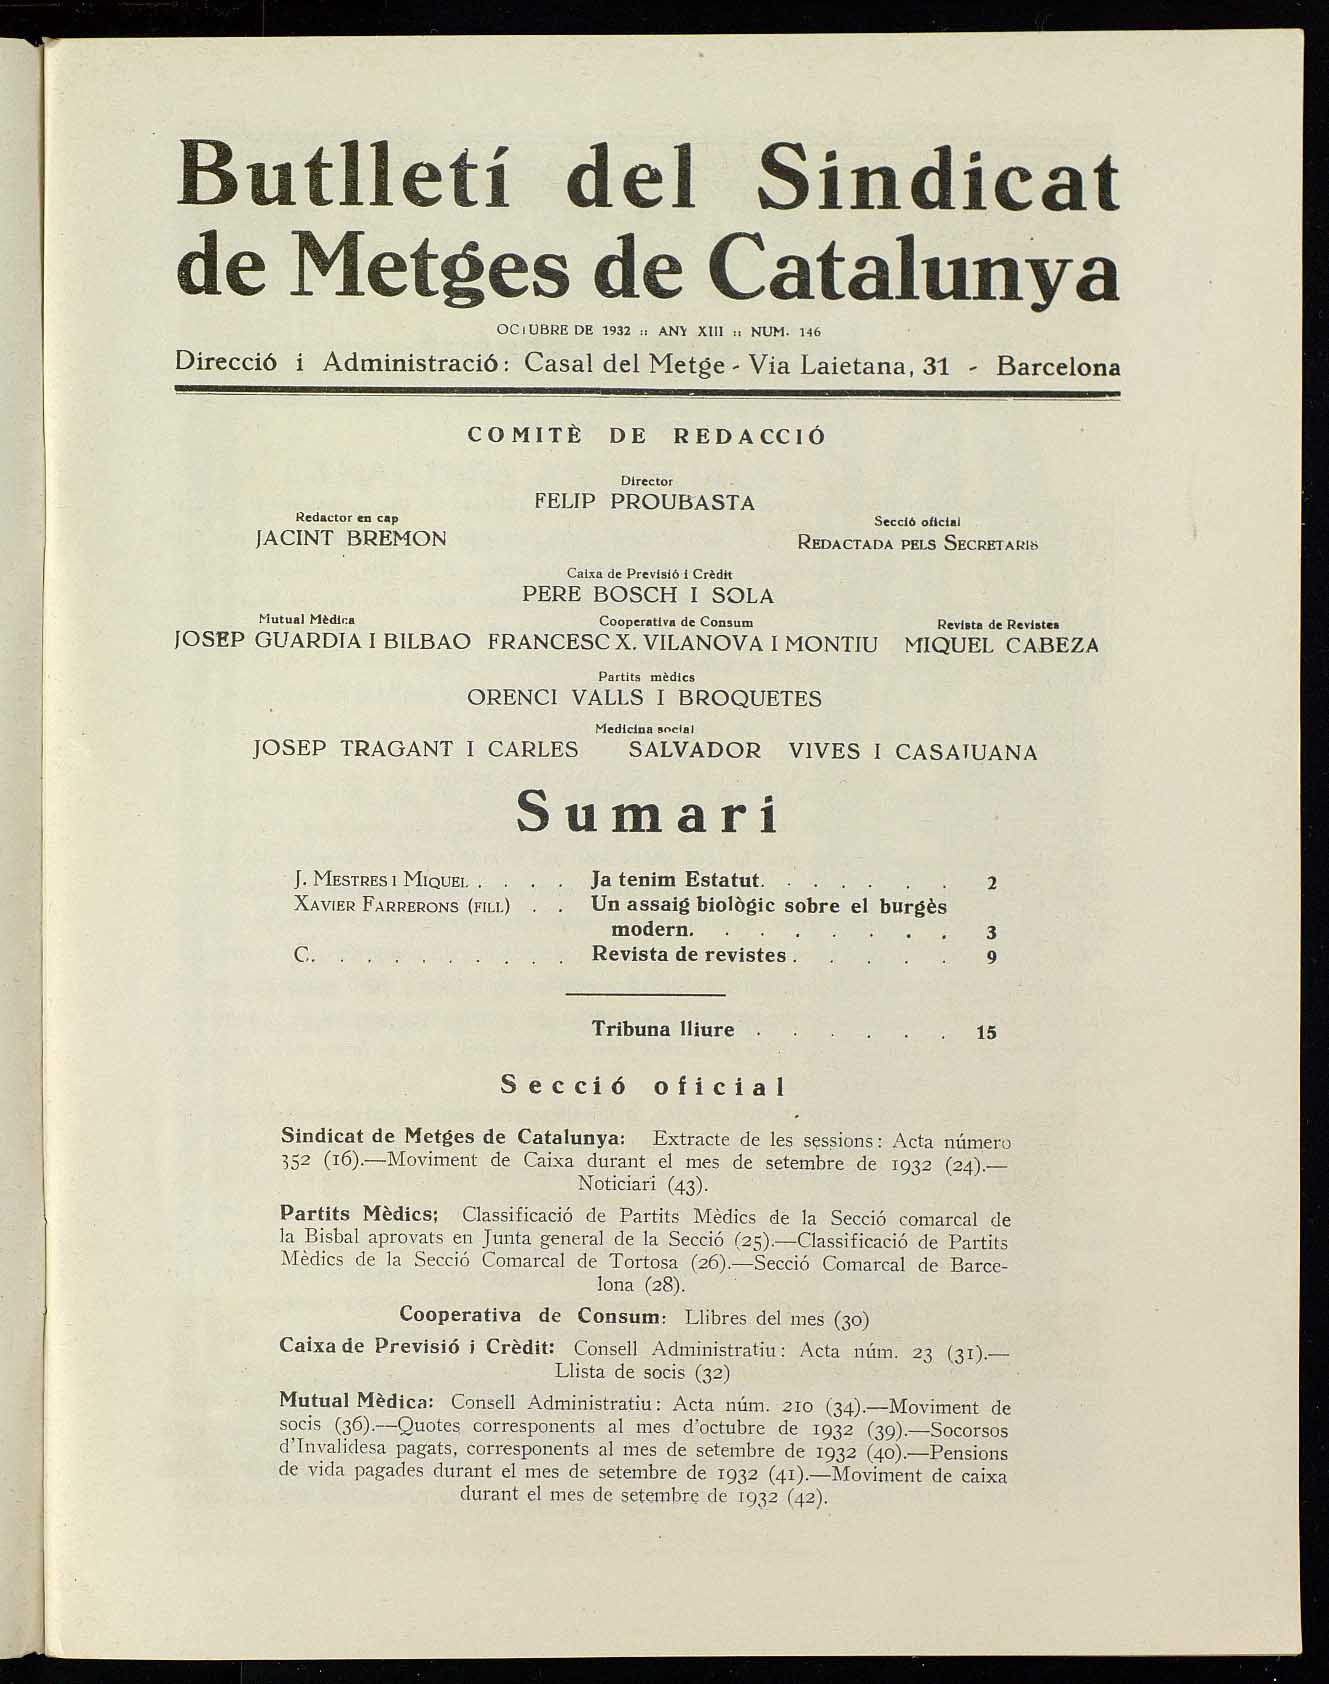 Butlletí del Sindicat
de Metges de Catalunya
OCTUBRE DE 1932 :: ANY XIII :: NUM. 146
Direcció i Administració: Casal del Metge - Via Laietana, 31 - Barcelona
COMITÈ DE REDACCIÓ
Director
FELIP PROUBASTA
Redactor en cap
JACINT BREMON
Secció oficial
REDACTADA PELS SECRETARIS
Caixa de Previsió i Crèdit
PERE BOSCH I SOLA
Mutual Mèdica
JOSEP GUARDIA I BILBAO
Cooperativa de Consum
FRANCESC X. VILANOVA I MONTIU
Revista de Revistes
MIQUEL CABEZA
Partits mèdics
ORENCI VALLS I BROQUETES
Medicina social
JOSEP TRAGANT I CARLES SALVADOR VIVES I CASAJUANA
Sumari
J. MESTRES I MIQUEL . . . . Ja tenim Estatut. . . . . . . 2
XAVIER FARRERONS (FILL) . . Un assaig biològic sobre el burgès
modern. . . . . . . . 3
C. . . . . . . . . . . Revista de revistes . . . . . 9
Tribuna lliure . . . . . . 15
Secció oficial
Sindicat de Metges de Catalunya: Extracte de les sessions: Acta número
352 (16).—Moviment de Caixa durant el mes de setembre de 1932 (24).—
Noticiari (43).
Partits Mèdics; Classificació de Partits Mèdics de la Secció comarcal de
la Bisbal aprovats en Junta general de la Secció (25).—Classificació de Partits
Mèdics de la Secció Comarcal de Tortosa (26).—Secció Comarcal de Barce-
lona (28).
Cooperativa de Consum: Llibres del mes (30)
Caixa de Previsió i Crèdit: Consell Administratiu: Acta núm. 23 (31).—
Llista de socis (32)
Mutual Mèdica: Consell Administratiu: Acta núm. 210 (34).—Moviment de
socis (36).—Quotes corresponents al mes d'octubre de 1932 (39).—Socorsos
d'Invalidesa pagats, corresponents al mes de setembre de 1932 (40).—Pensions
de vida pagades durant el mes de setembre de 1932 (41).—Moviment de caixa
durant el mes de setembre de 1932 (42).